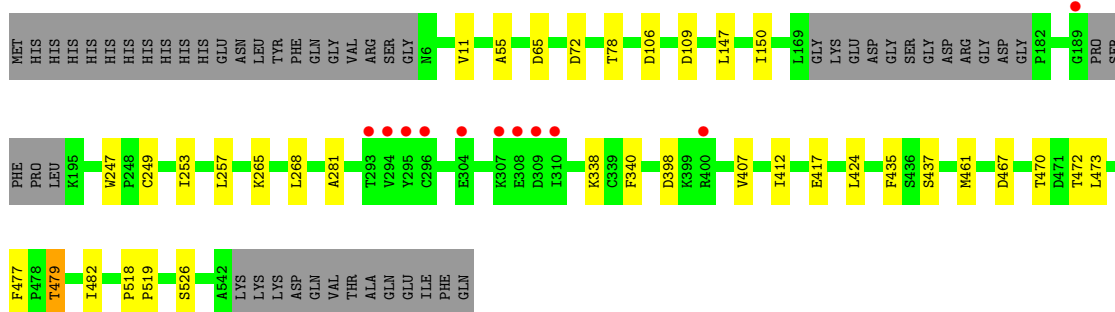 MET HIS HIS HIS HIS HIS HIS HIS HIS HIS HIS GLU ASN LEU TYR PHE GLN GLY VAL ARG SER GLY N6 V11 A55 D65 D72 T78 D106 D109 L147 I150 L169 GLY LYS GLU ASP GLY SER GLY ASP ARG GLY ASP GLY P182 G189 PRO SER
PHE PRO LEU K195 W247 P248 C249 I253 L257 K265 L268 A281 T293 V294 Y295 C296 E304 K307 E308 D309 I310 K338 C339 F340 D398 K399 R400 V407 I412 E417 L424 F435 S436 S437 M461 D467 T470 D471 T472 L473
F477 P478 T479 I482 P518 P519 S526 A542 LYS LYS LYS ASP GLN VAL THR ALA GLN GLU ILE PHE GLN